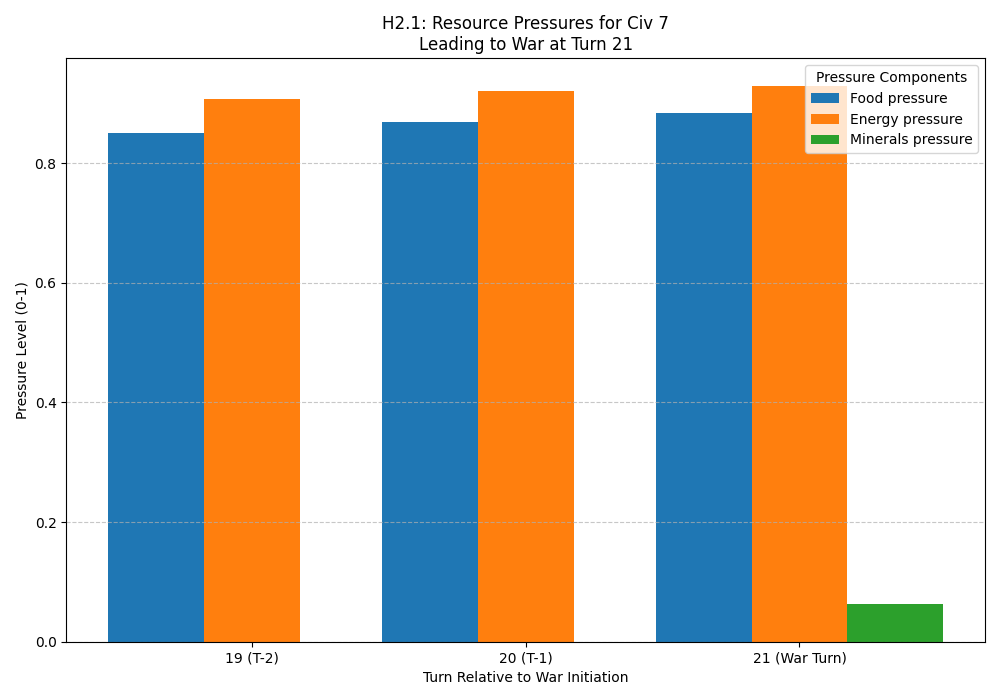 H2.1: Resource Pressures for Civ 7
Leading to War at Turn 21
Pressure Components
Food pressure
Energy pressure
Minerals pressure
Pressure Level (0-1)
0.8
0.6
0.4
0.2
0.0
19 (T-2)
20 (T-1)
21 (War Turn)
Turn Relative to War Initiation